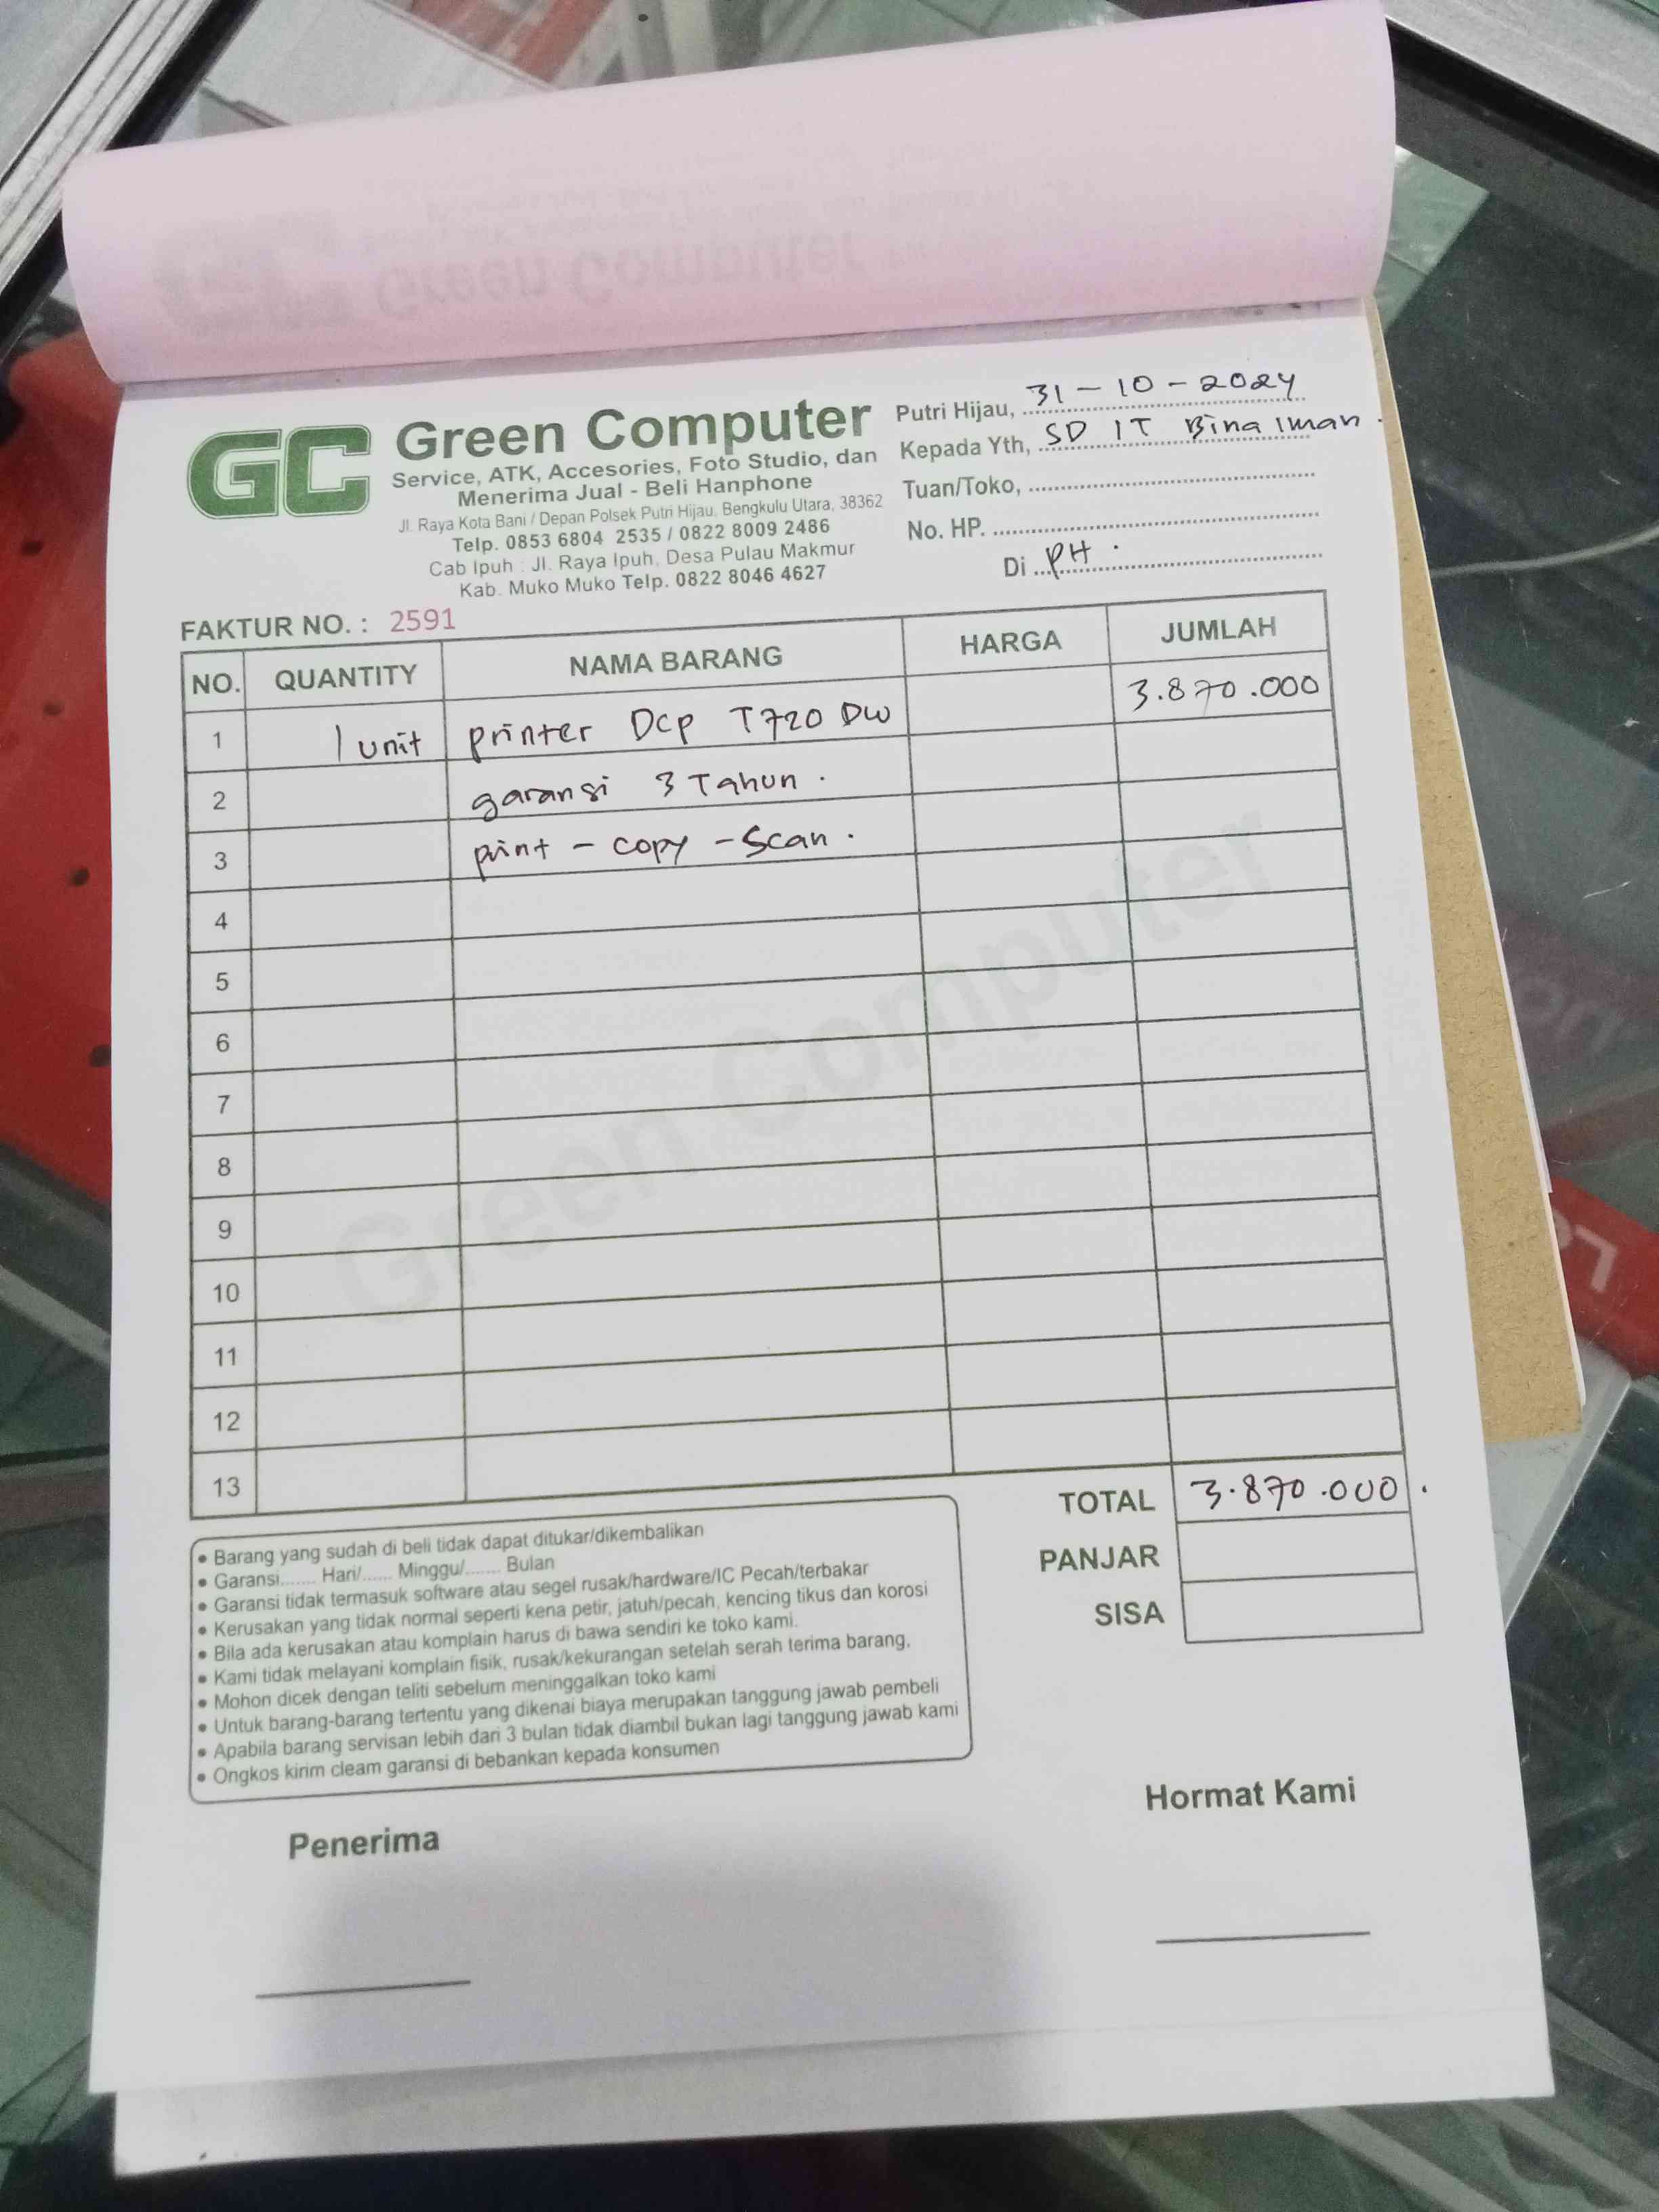 GC
Green Computer
Service, ATK, Accesories, Foto Studio, dan
Menerima Jual - Beli Hanphone
Jl. Raya Kota Bani / Depan Polsek Putri Hijau, Bengkulu Utara, 38362
Telp. 0853 6804 2535 / 0822 8009 2486
Cab Ipuh : Jl. Raya Ipuh, Desa Pulau Makmur
Kab. Muko Muko Telp. 0822 8046 4627
Putri Hijau, 31 - 10 - 2024
Kepada Yth, SD IT Bina Iman .
Tuan/Toko,
No. HP.
Di PH .
FAKTUR NO. : 2591
NO. QUANTITY NAMA BARANG HARGA JUMLAH
1 1 unit printer Dcp T720 DW 3.870.000
2 garansi 3 Tahun .
3 print - copy - Scan .
4
5
6
7
8
9
10
11
12
13
Green Computer
TOTAL 3.870.000 .
PANJAR
SISA
• Barang yang sudah di beli tidak dapat ditukar/dikembalikan
• Garansi....... Hari/...... Minggu/....... Bulan
• Garansi tidak termasuk software atau segel rusak/hardware/IC Pecah/terbakar
• Kerusakan yang tidak normal seperti kena petir, jatuh/pecah, kencing tikus dan korosi
• Bila ada kerusakan atau komplain harus di bawa sendiri ke toko kami.
• Kami tidak melayani komplain fisik, rusak/kekurangan setelah serah terima barang.
• Mohon dicek dengan teliti sebelum meninggalkan toko kami
• Untuk barang-barang tertentu yang dikenai biaya merupakan tanggung jawab pembeli
• Apabila barang servisan lebih dari 3 bulan tidak diambil bukan lagi tanggung jawab kami
• Ongkos kirim cleam garansi di bebankan kepada konsumen
Penerima
Hormat Kami